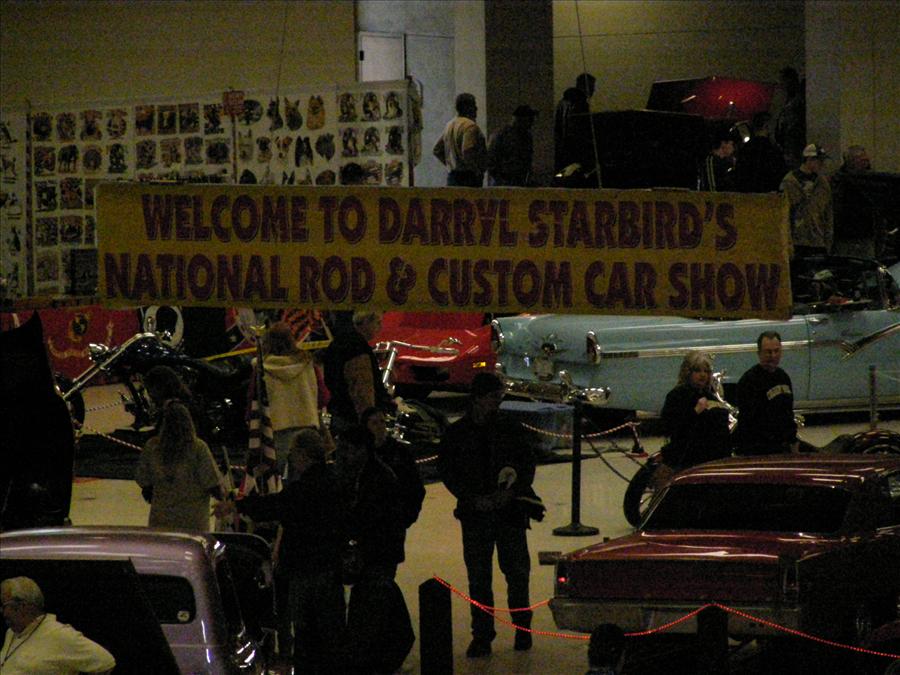 WELCOME TO DARRYL STARBIRD'S
NATIONAL ROD & CUSTOM CAR SHOW